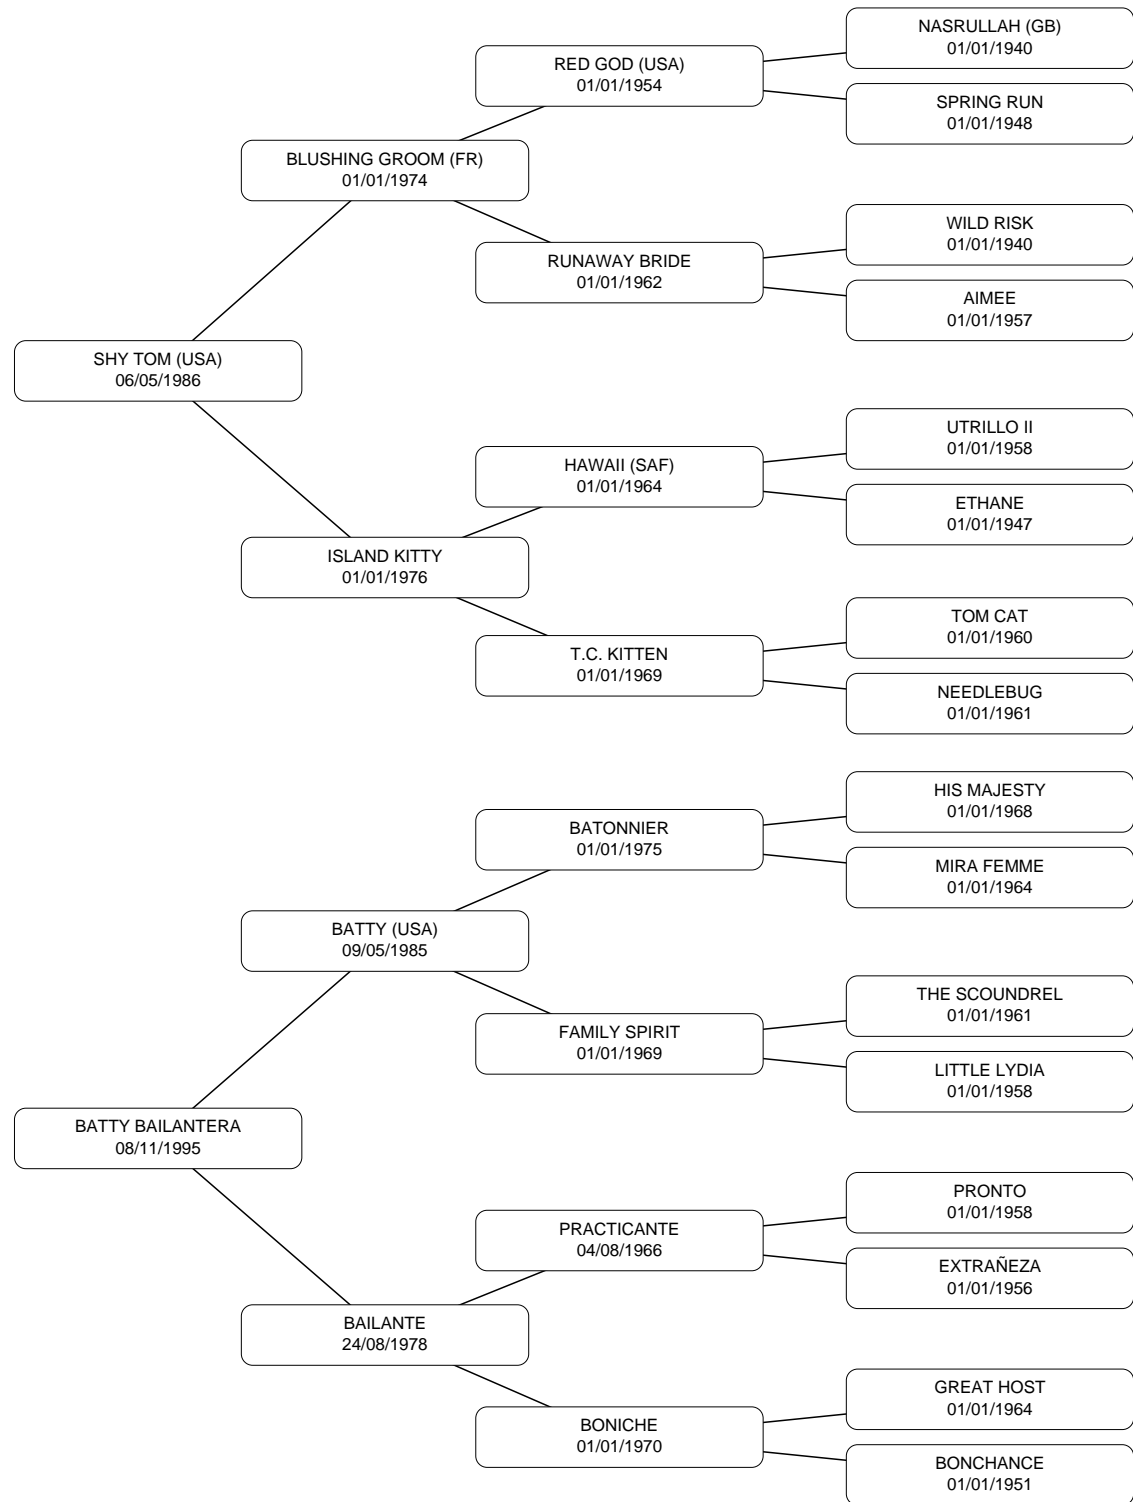 NASRULLAH (GB)
01/01/1940
RED GOD (USA)
01/01/1954
SPRING RUN
01/01/1948
BLUSHING GROOM (FR)
01/01/1974
WILD RISK
01/01/1940
RUNAWAY BRIDE
01/01/1962
AIMEE
01/01/1957
SHY TOM (USA)
06/05/1986
UTRILLO II
01/01/1958
HAWAII (SAF)
01/01/1964
ETHANE
01/01/1947
ISLAND KITTY
01/01/1976
TOM CAT
01/01/1960
T.C. KITTEN
01/01/1969
NEEDLEBUG
01/01/1961
HIS MAJESTY
01/01/1968
BATONNIER
01/01/1975
MIRA FEMME
01/01/1964
BATTY (USA)
09/05/1985
THE SCOUNDREL
01/01/1961
FAMILY SPIRIT
01/01/1969
LITTLE LYDIA
01/01/1958
BATTY BAILANTERA
08/11/1995
PRONTO
01/01/1958
PRACTICANTE
04/08/1966
EXTRAÑEZA
01/01/1956
BAILANTE
24/08/1978
GREAT HOST
01/01/1964
BONICHE
01/01/1970
BONCHANCE
01/01/1951